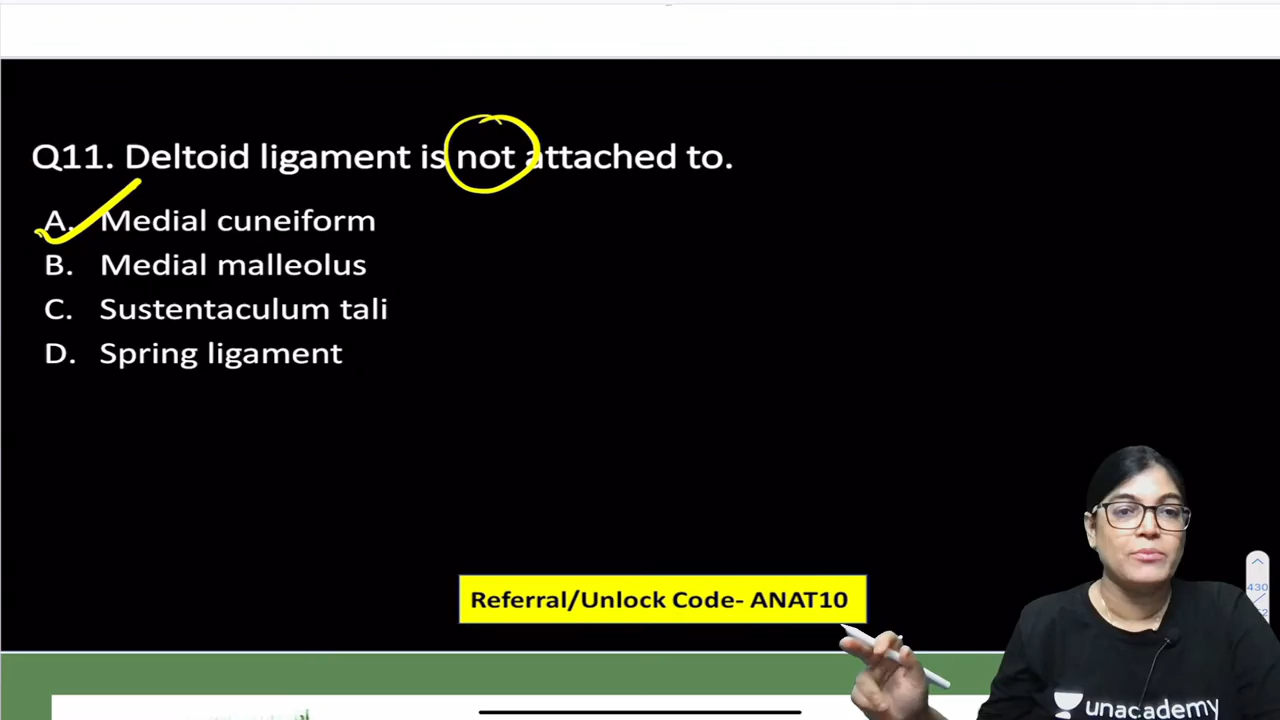 Q11. Deltoid ligament is not attached to.
A. Medial cuneiform
B. Medial malleolus
C. Sustentaculum tali
D. Spring ligament
Referral/Unlock Code- ANAT10
430
unacademy